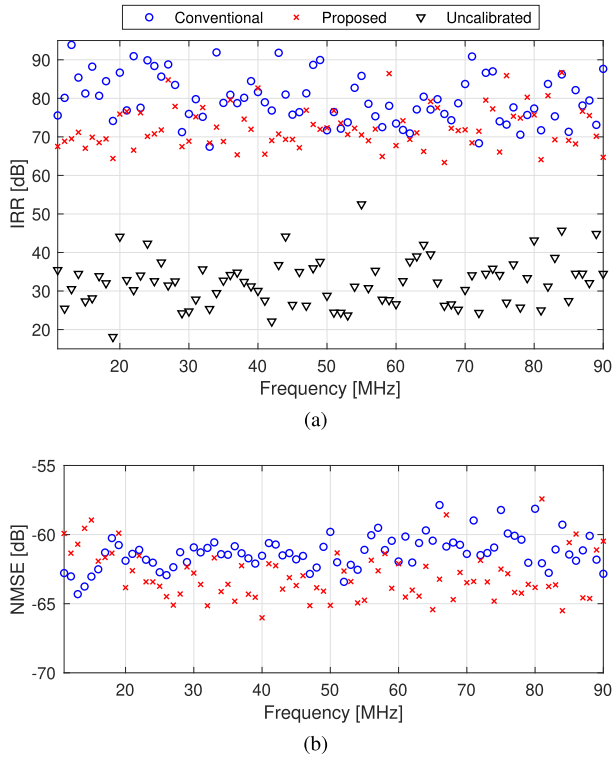 Conventional Proposed Uncalibrated
90
80
70
60
50
40
30
20
IRR [dB]
20 30 40 50 60 70 80 90
Frequency [MHz]
(a)
-55
-60
-65
-70
NMSE [dB]
20 30 40 50 60 70 80 90
Frequency [MHz]
(b)